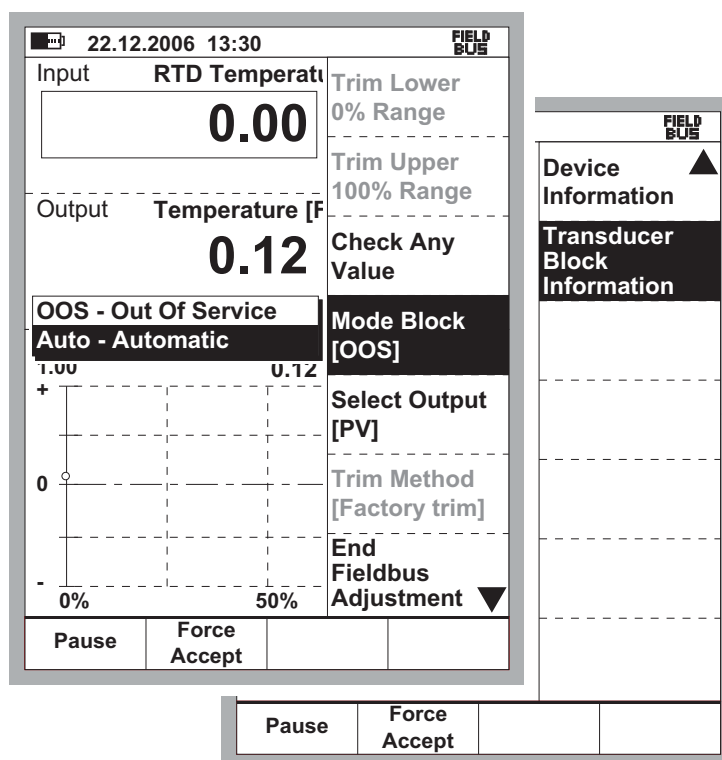 22.12.2006 13:30
FIELD
BUS
Input RTD Temperatu
0.00
Output Temperature [F
0.12
OOS - Out Of Service
Auto - Automatic
1.00 0.12
+
0
-
0% 50%
Trim Lower
0% Range
Trim Upper
100% Range
Check Any
Value
Mode Block
[OOS]
Select Output
[PV]
Trim Method
[Factory trim]
End
Fieldbus
Adjustment
Pause Force
Accept
FIELD
BUS
Device
Information
Transducer
Block
Information
Pause Force
Accept